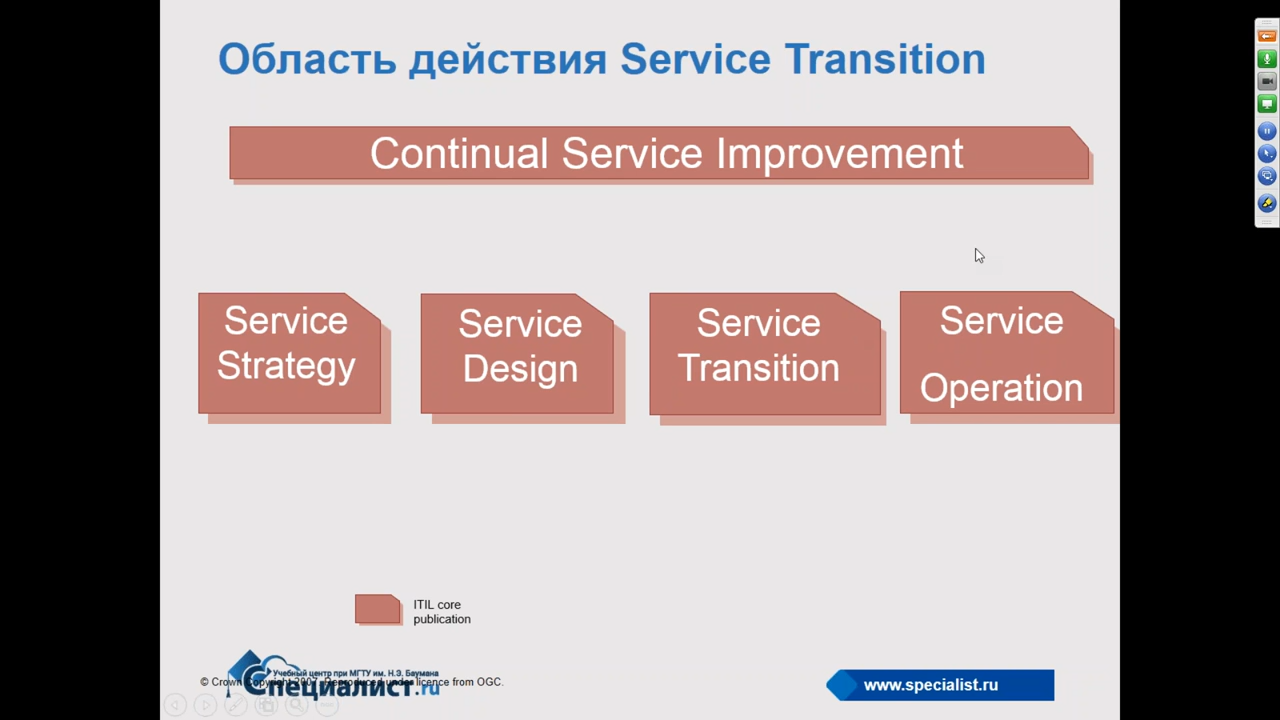 Область действия Service Transition
Continual Service Improvement
Service
Strategy
Service
Design
Service
Transition
Service
Operation
ITIL core
publication
Учебный центр при МГТУ им. Н.Э. Баумана
© Crown Copyright 2007. Reproduced under licence from OGC.
Специалист.ru
www.specialist.ru